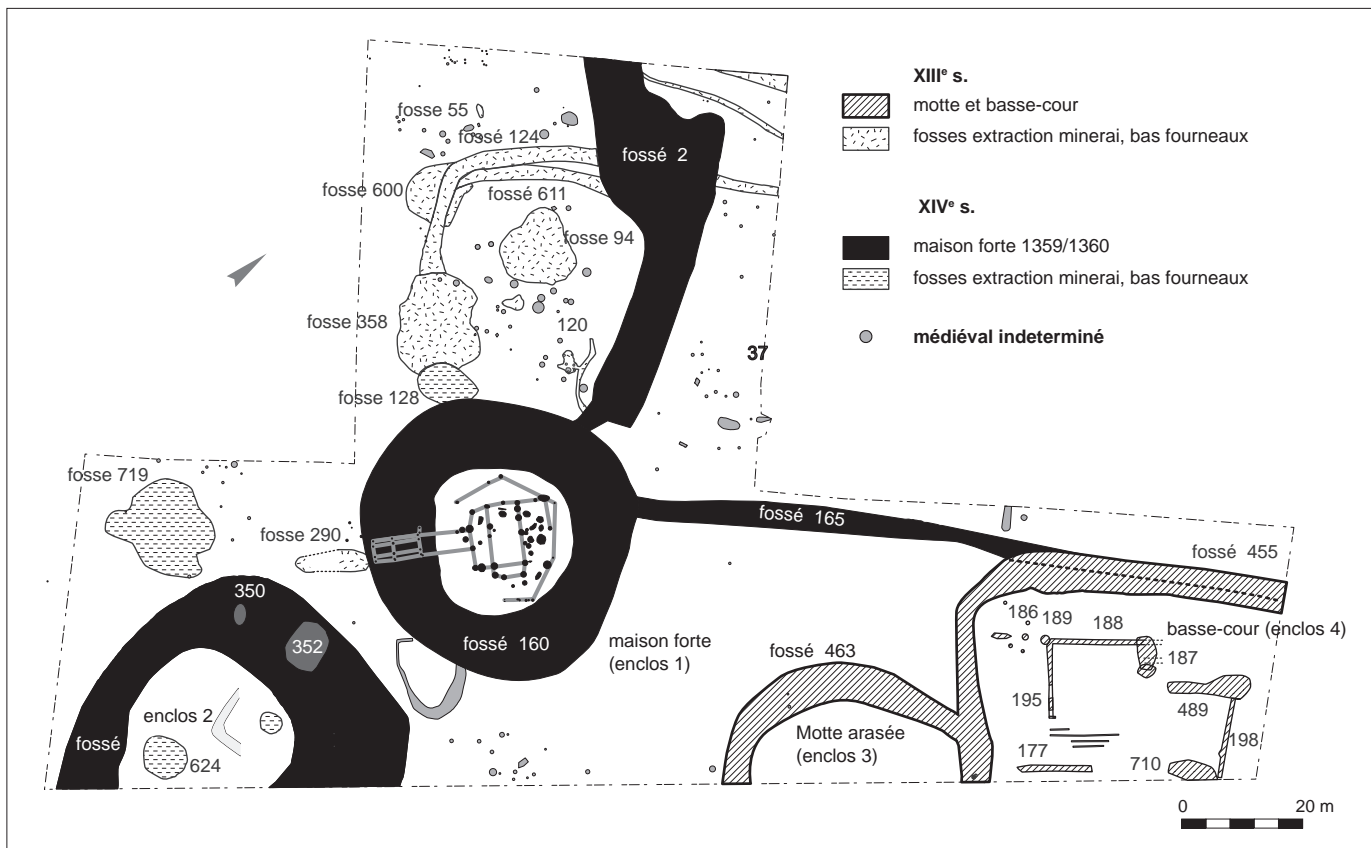 XIIIᵉ s.
motte et basse-cour
fosses extraction minerai, bas fourneaux
XIVᵉ s.
maison forte 1359/1360
fosses extraction minerai, bas fourneaux
médiéval indeterminé
fosse 55
fossé 124
fossé 2
fosse 600
fossé 611
fosse 94
fosse 358
120
37
fosse 128
fosse 719
fosse 290
fossé 165
fossé 455
350
352
fossé 160
maison forte
(enclos 1)
fossé 463
186
189
188
basse-cour (enclos 4)
187
195
489
enclos 2
fossé
624
Motte arasée
(enclos 3)
177
710
198
0
20 m